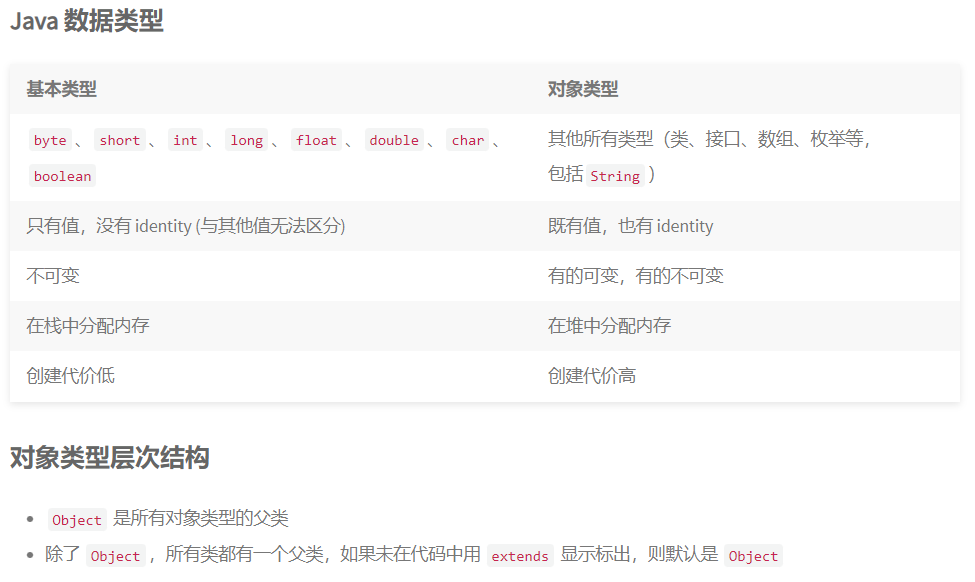 Java 数据类型
基本类型 对象类型
byte 、 short 、 int 、 long 、 float 、 double 、 char 、 其他所有类型（类、接口、数组、枚举等，
boolean 包括 String ）
只有值，没有 identity (与其他值无法区分) 既有值，也有 identity
不可变 有的可变，有的不可变
在栈中分配内存 在堆中分配内存
创建代价低 创建代价高
对象类型层次结构
• Object 是所有对象类型的父类
• 除了 Object ，所有类都有一个父类，如果未在代码中用 extends 显示标出，则默认是 Object